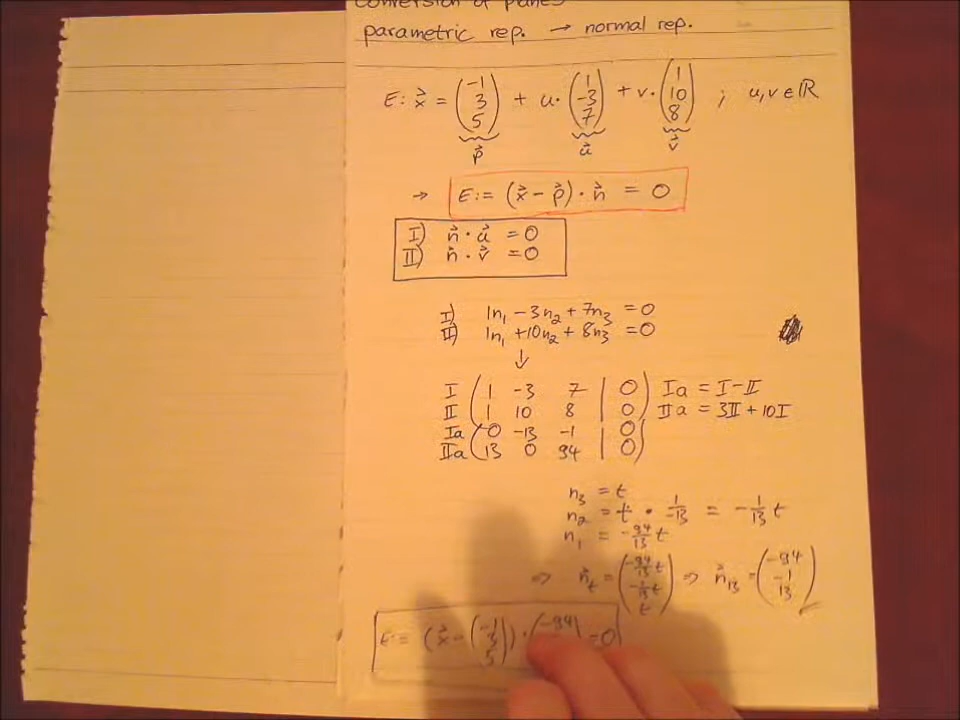 conversion of planes
parametric rep. → normal rep.
E: x⃗ = (-1 3 5) + u· (1 -3 7) + v· (1 10 8) ; u,v ∈ ℝ
p⃗ u⃗ v⃗
→ E:= (x⃗ - p⃗) · n⃗ = 0
I) n⃗ · u⃗ = 0
II) n⃗ · v⃗ = 0
I) 1n₁ - 3n₂ + 7n₃ = 0
II) 1n₁ + 10n₂ + 8n₃ = 0
↓
I ( 1 -3 7 | 0 ) Ia = I - II
II ( 1 10 8 | 0 ) IIa = 3II + 10I
Ia ( 0 -13 -1 | 0 )
IIa ( 13 0 94 | 0 )
n₃ = t
n₂ = t · 1/-13 = -1/13 t
n₁ = -94/13 t
⇒ n⃗t = (-94/13 t -1/13 t t) ⇒ n⃗₁₃ = (-94 -1 13)
E:= (x⃗ - (-1 3 5)) · (-94 = 0